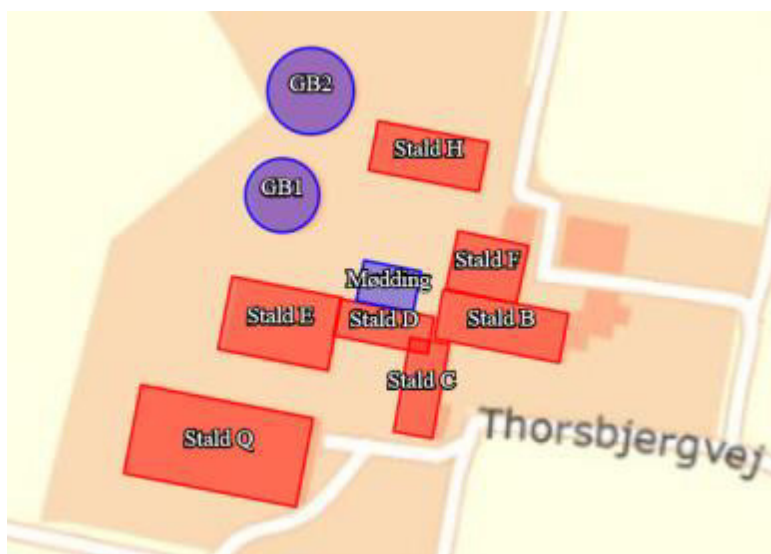 GB2
Stald H
GB1
Stald F
Mødding
Stald E
Stald D
Stald B
Stald C
Stald Q
Thorsbjergvej